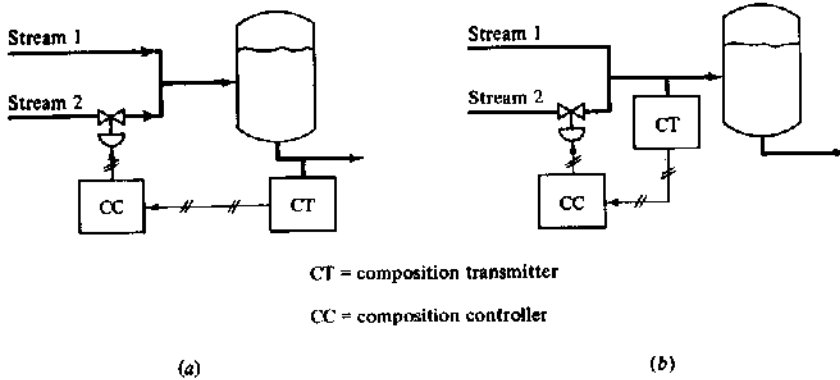 Stream 1
Stream 2
CC
CT
(a)
Stream 1
Stream 2
CT
CC
(b)
CT = composition transmitter
CC = composition controller